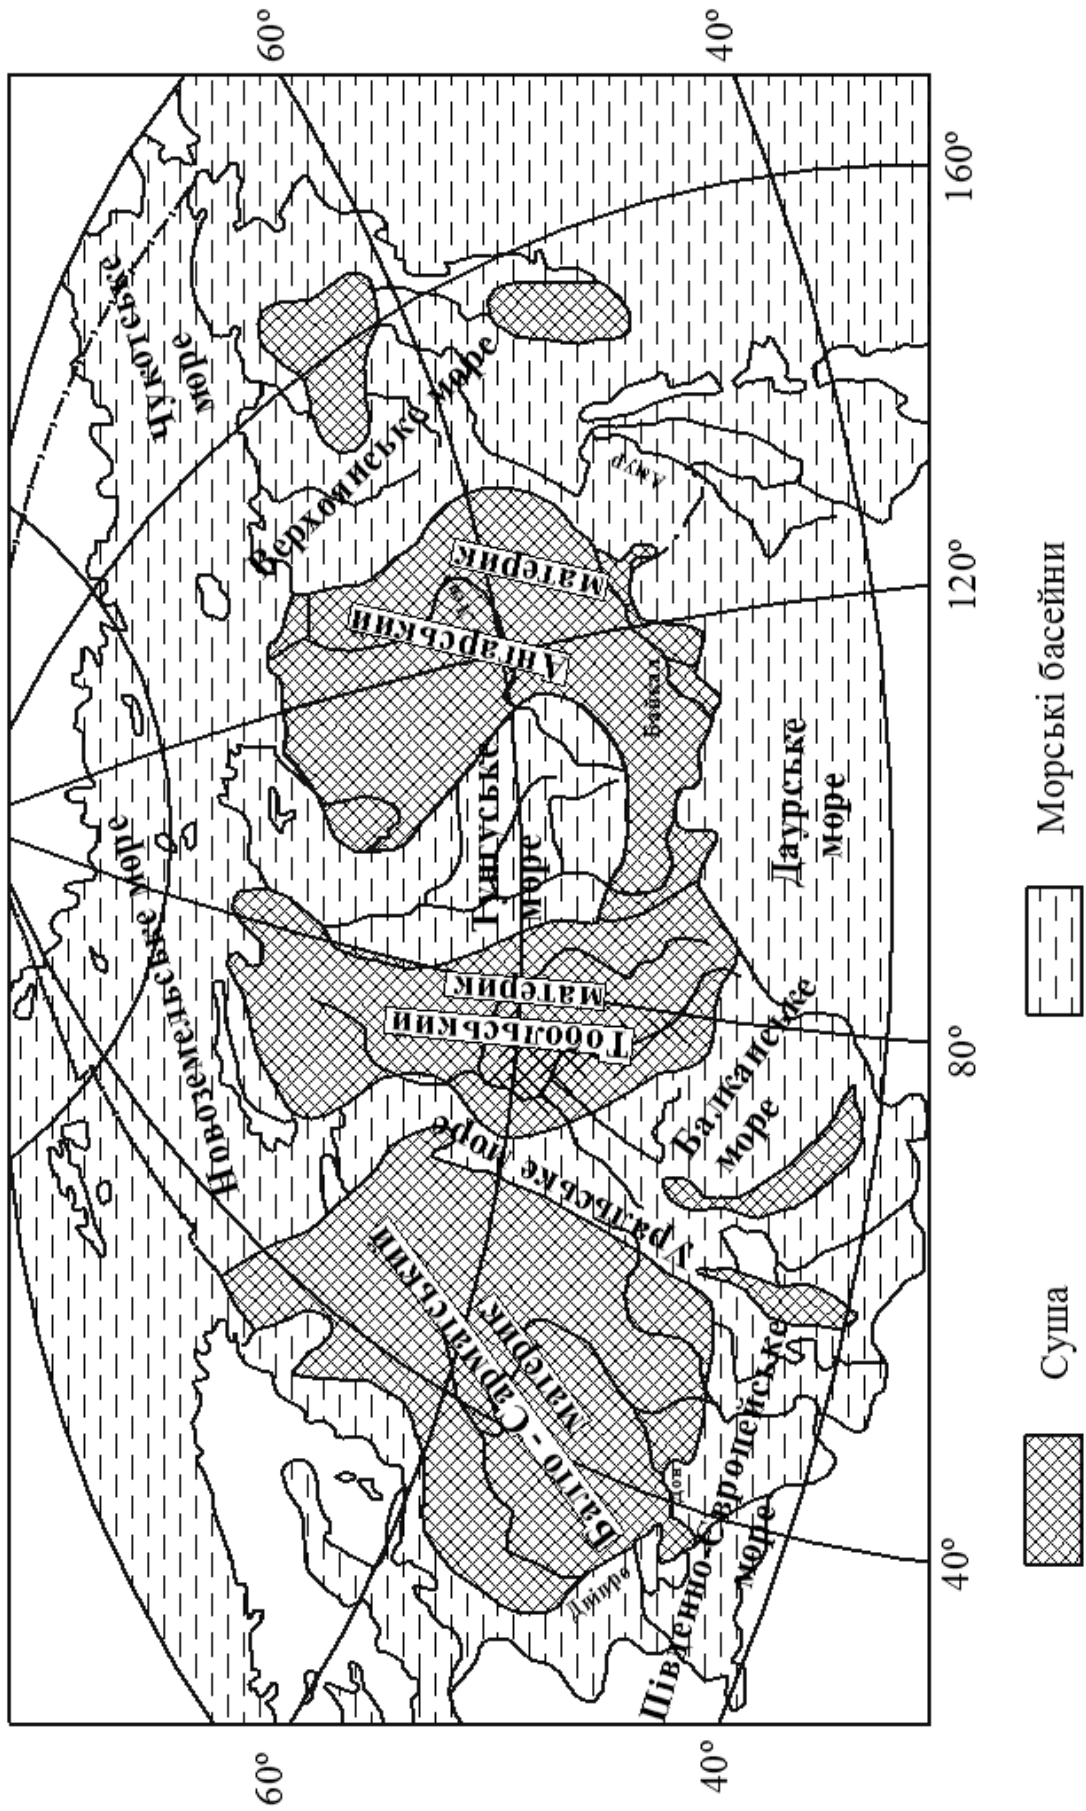 60°
40°
Чукотське
море
160°
Верхоянське море
Амур
Ангарський
материк
120°
Байкал
Новоземельське море
Тунгуське
море
Даурське
море
Тобольський
материк
80°
Балканське
море
Уральське море
Балто - Сарматський
материк
Дон
Дніпро
Південно-Європейське
море
40°
60°
40°
Суша
Морські басейни